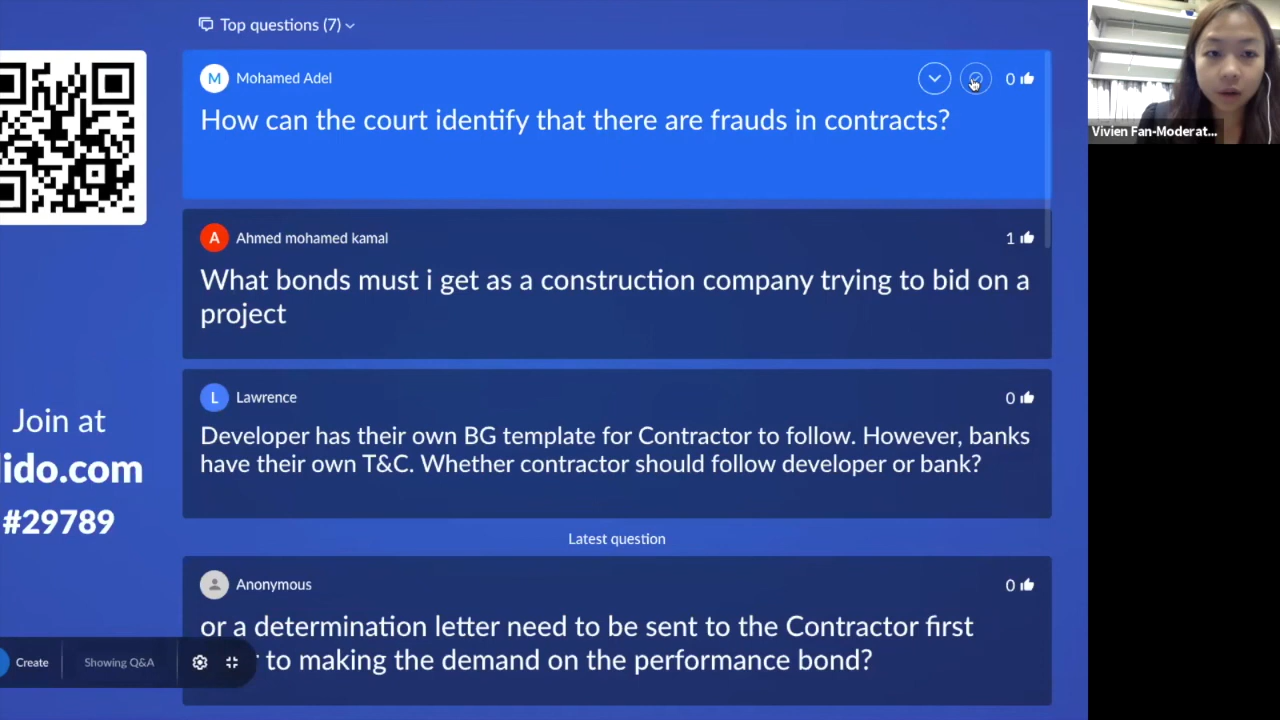 Top questions (7)
M Mohamed Adel
0
How can the court identify that there are frauds in contracts?
A Ahmed mohamed kamal
1
What bonds must i get as a construction company trying to bid on a
project
L Lawrence
0
Developer has their own BG template for Contractor to follow. However, banks
have their own T&C. Whether contractor should follow developer or bank?
Latest question
Anonymous
0
or a determination letter need to be sent to the Contractor first
to making the demand on the performance bond?
Join at
lido.com
#29789
Create
Showing Q&A
Vivien Fan-Moderat...